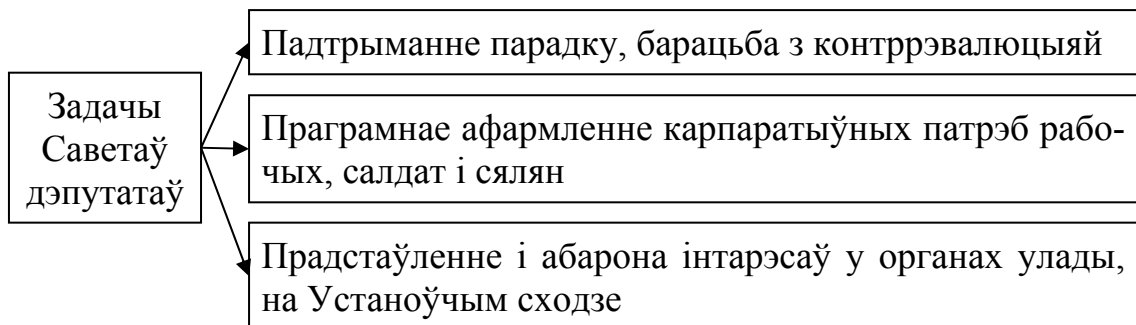 Задачы
Саветаў
дэпутатаў
Падтрыманне парадку, барацьба з контррэвалюцыяй
Праграмнае афармленне карпаратыўных патрэб рабо-
чых, салдат і сялян
Прадстаўленне і абарона інтарэсаў у органах улады,
на Устаноўчым сходзе